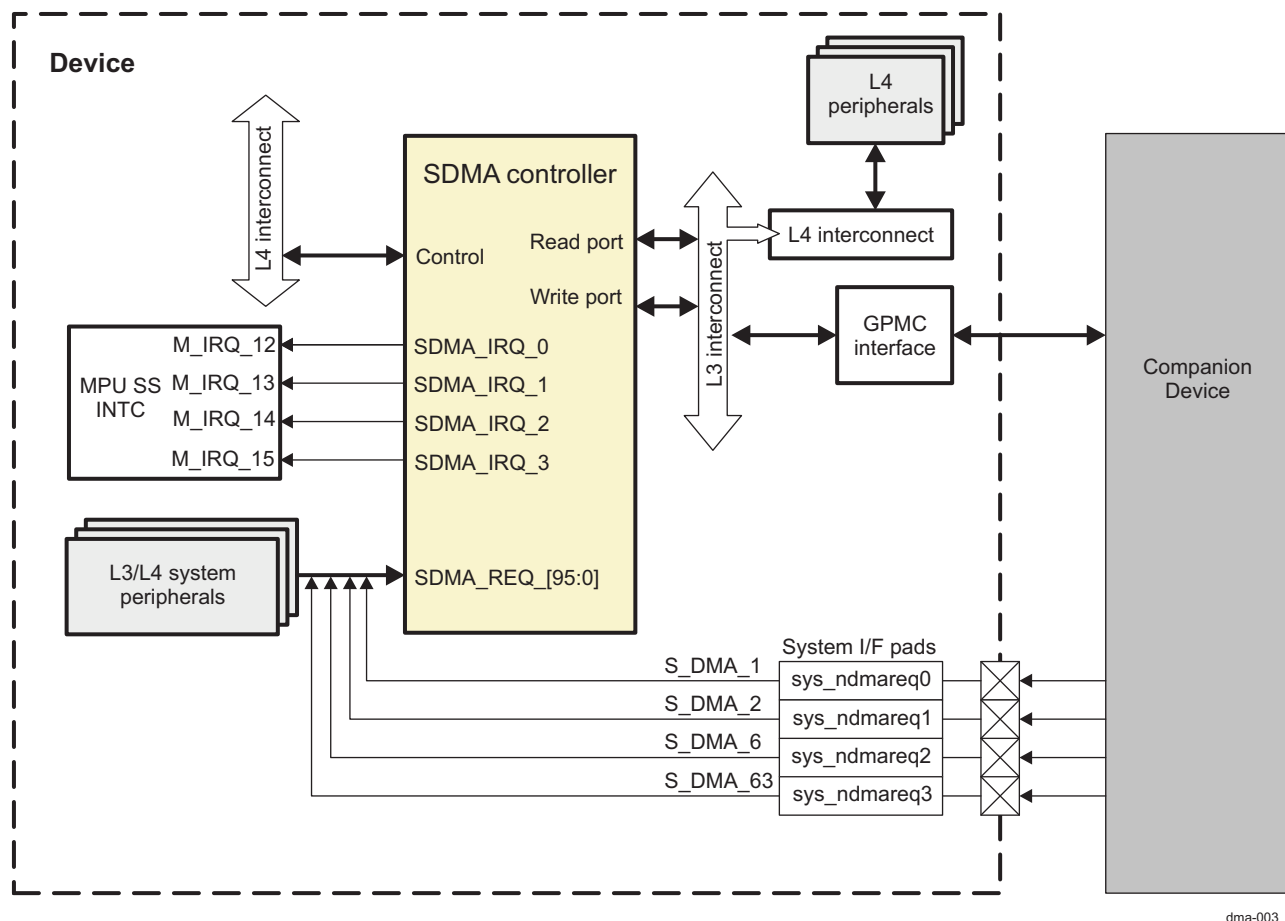 Device
L4
peripherals
L4 interconnect
SDMA controller
Read port
L4 interconnect
Control
Write port
L3 interconnect
GPMC
interface
Companion
Device
MPU SS
INTC
M_IRQ_12
SDMA_IRQ_0
M_IRQ_13
SDMA_IRQ_1
M_IRQ_14
SDMA_IRQ_2
M_IRQ_15
SDMA_IRQ_3
L3/L4 system
peripherals
SDMA_REQ_[95:0]
System I/F pads
S_DMA_1
sys_ndmareq0
S_DMA_2
sys_ndmareq1
S_DMA_6
sys_ndmareq2
S_DMA_63
sys_ndmareq3
dma-003